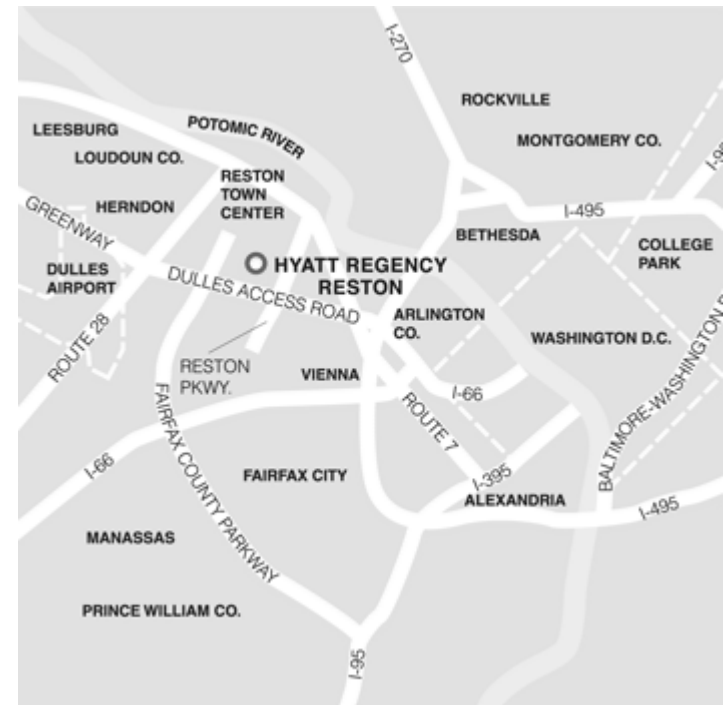 I-270
ROCKVILLE
LEESBURG
POTOMIC RIVER
MONTGOMERY CO.
LOUDOUN CO.
RESTON
TOWN
CENTER
GREENWAY
HERNDON
I-495
BETHESDA
COLLEGE
PARK
DULLES
AIRPORT
HYATT REGENCY
RESTON
DULLES ACCESS ROAD
ARLINGTON
CO.
WASHINGTON D.C.
ROUTE 28
RESTON
PKWY.
VIENNA
I-66
ROUTE 7
FAIRFAX COUNTY PARKWAY
I-66
FAIRFAX CITY
I-395
ALEXANDRIA
I-495
MANASSAS
PRINCE WILLIAM CO.
I-95